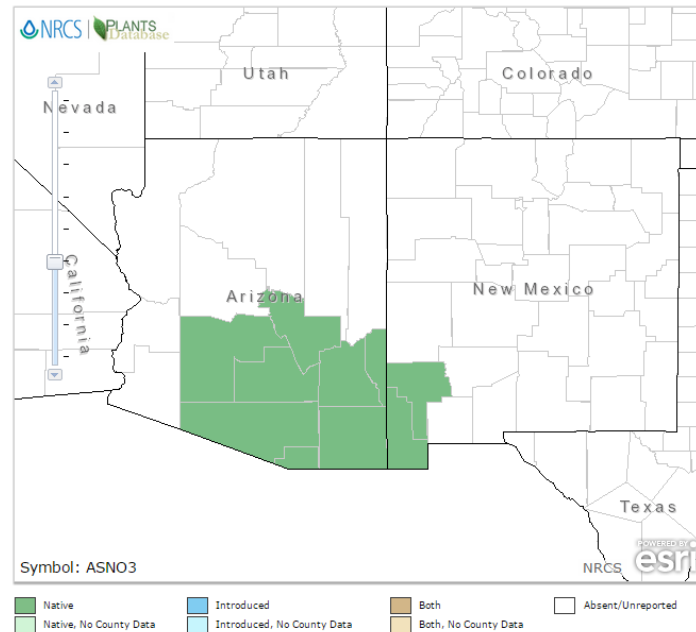 NRCS | PLANTS
Database
Utah
Colorado
Nevada
California
Arizona
New Mexico
Texas
Symbol: ASNO3
NRCS
POWERED BY
esri
Native
Introduced
Both
Absent/Unreported
Native, No County Data
Introduced, No County Data
Both, No County Data